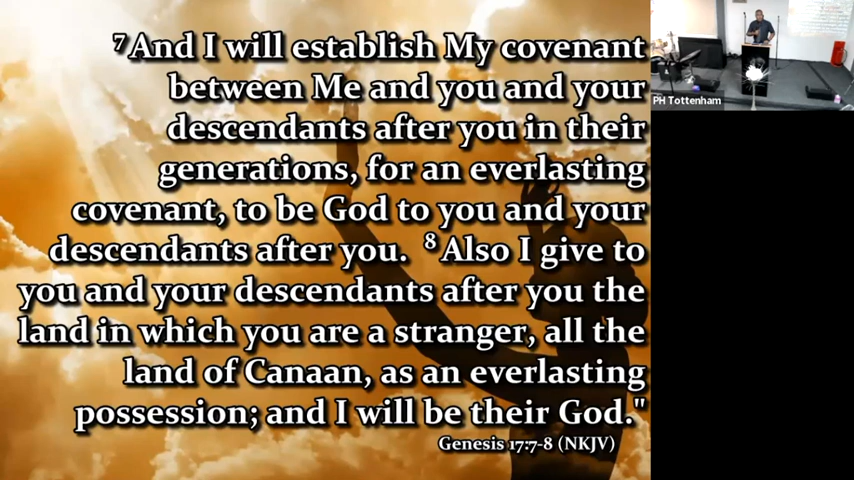 ⁷And I will establish My covenant
between Me and you and your
descendants after you in their
generations, for an everlasting
covenant, to be God to you and your
descendants after you. ⁸Also I give to
you and your descendants after you the
land in which you are a stranger, all the
land of Canaan, as an everlasting
possession; and I will be their God."
Genesis 17:7-8 (NKJV)
PH Tottenham